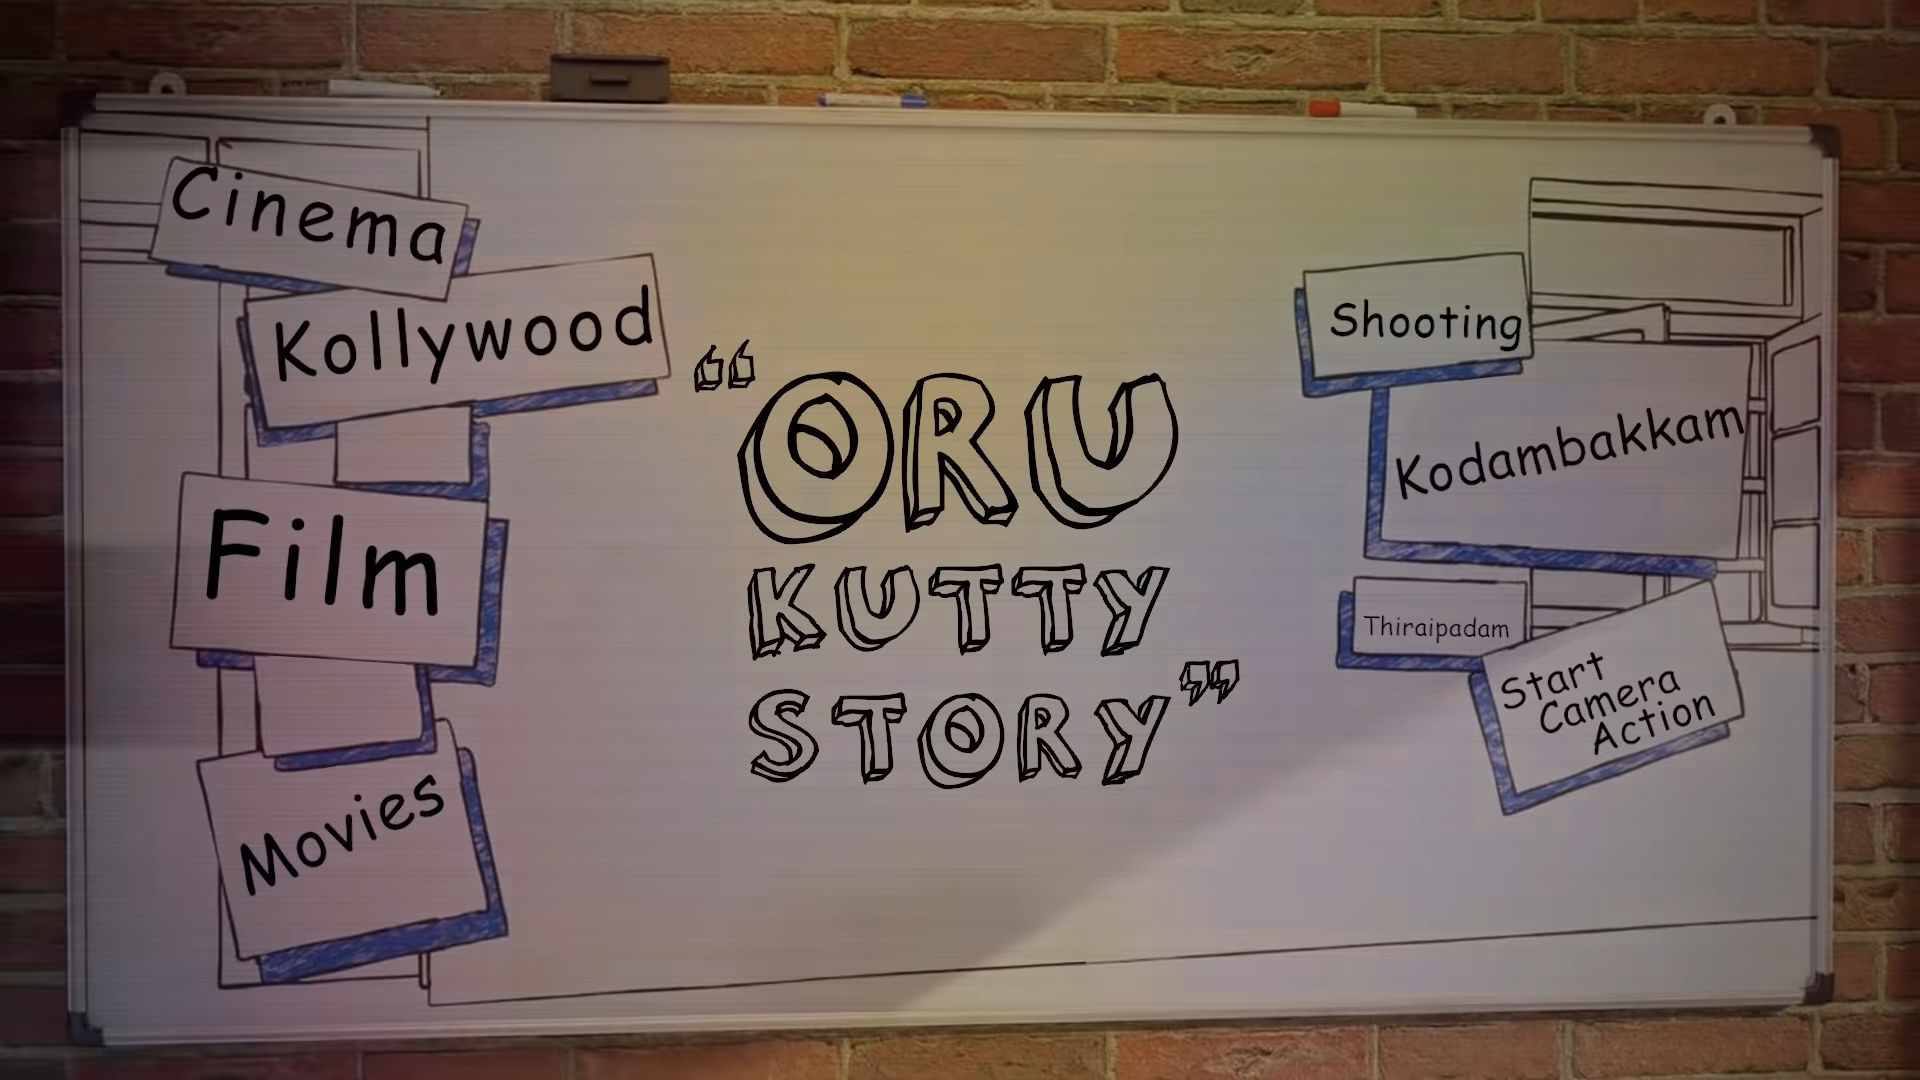 Cinema
Kollywood
Film
Movies
“ORU
KUTTY
STORY”
Shooting
Kodambakkam
Thiraipadam
Start
Camera
Action